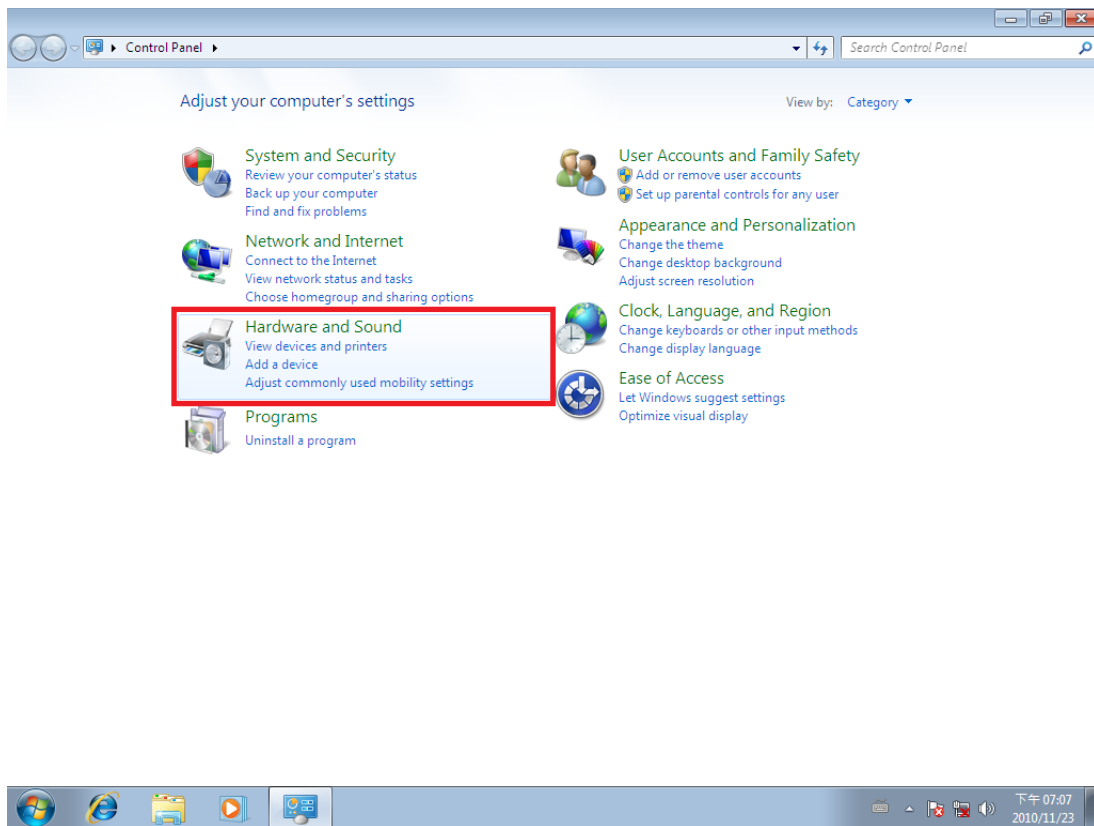 Control Panel
Search Control Panel
Adjust your computer's settings
View by: Category
System and Security
Review your computer's status
Back up your computer
Find and fix problems
Network and Internet
Connect to the Internet
View network status and tasks
Choose homegroup and sharing options
Hardware and Sound
View devices and printers
Add a device
Adjust commonly used mobility settings
Programs
Uninstall a program
User Accounts and Family Safety
Add or remove user accounts
Set up parental controls for any user
Appearance and Personalization
Change the theme
Change desktop background
Adjust screen resolution
Clock, Language, and Region
Change keyboards or other input methods
Change display language
Ease of Access
Let Windows suggest settings
Optimize visual display
下午 07:07
2010/11/23